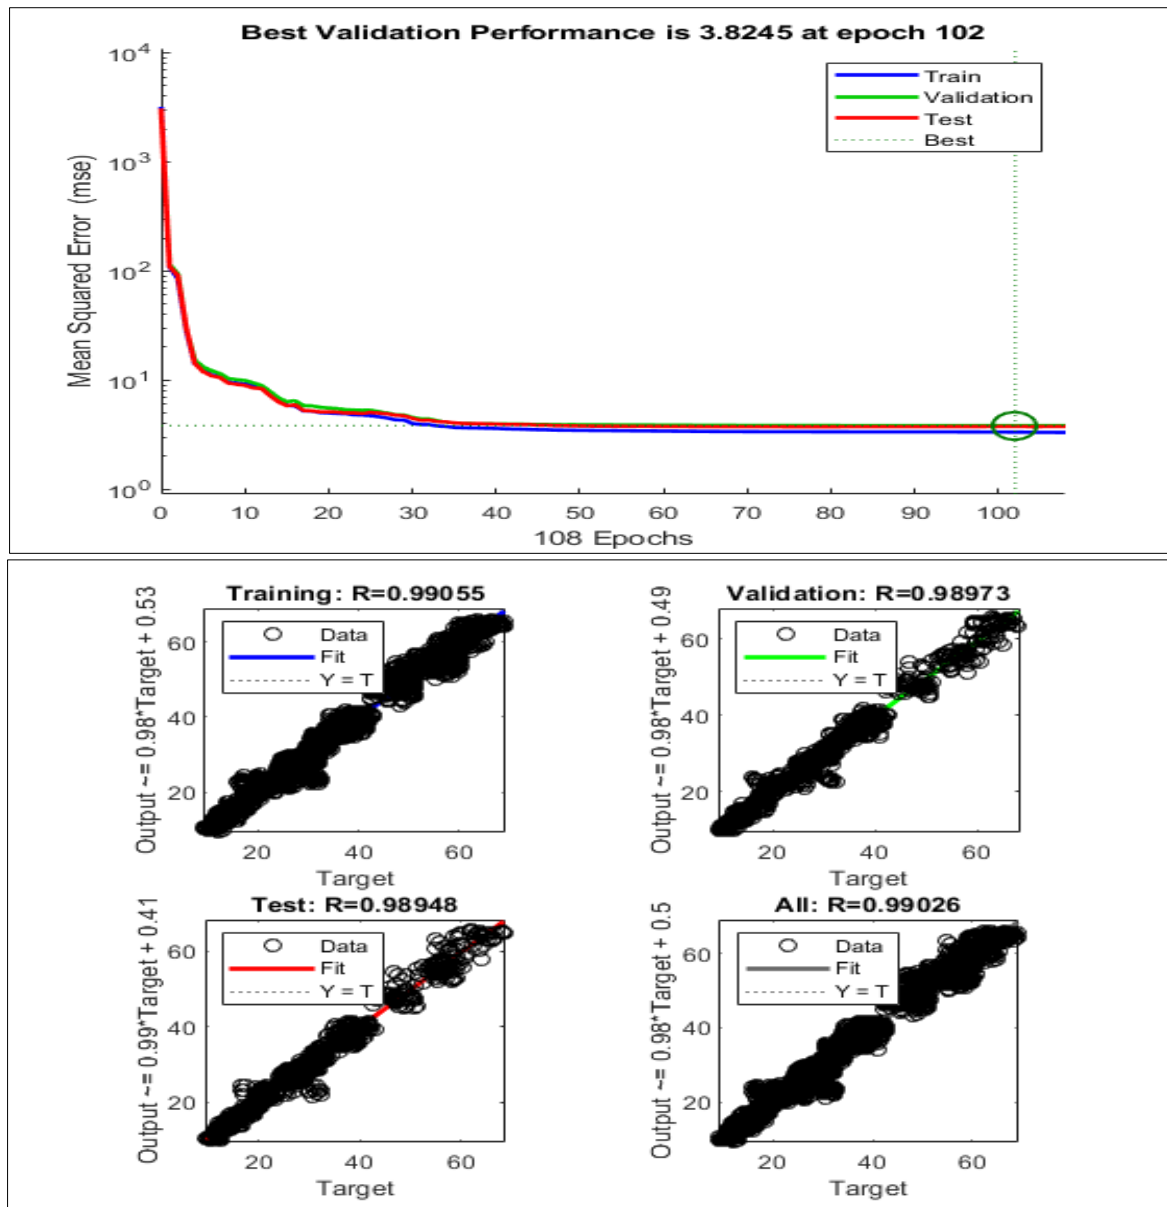 Best Validation Performance is 3.8245 at epoch 102
Mean Squared Error (mse)
10^4
10^3
10^2
10^1
10^0
Train
Validation
Test
Best
0 10 20 30 40 50 60 70 80 90 100
108 Epochs
Training: R=0.99055
Output ~= 0.98*Target + 0.53
Data
Fit
Y = T
60
40
20
20 40 60
Target
Validation: R=0.98973
Output ~= 0.98*Target + 0.49
Data
Fit
Y = T
60
40
20
20 40 60
Target
Test: R=0.98948
Output ~= 0.99*Target + 0.41
Data
Fit
Y = T
60
40
20
20 40 60
Target
All: R=0.99026
Output ~= 0.98*Target + 0.5
Data
Fit
Y = T
60
40
20
20 40 60
Target